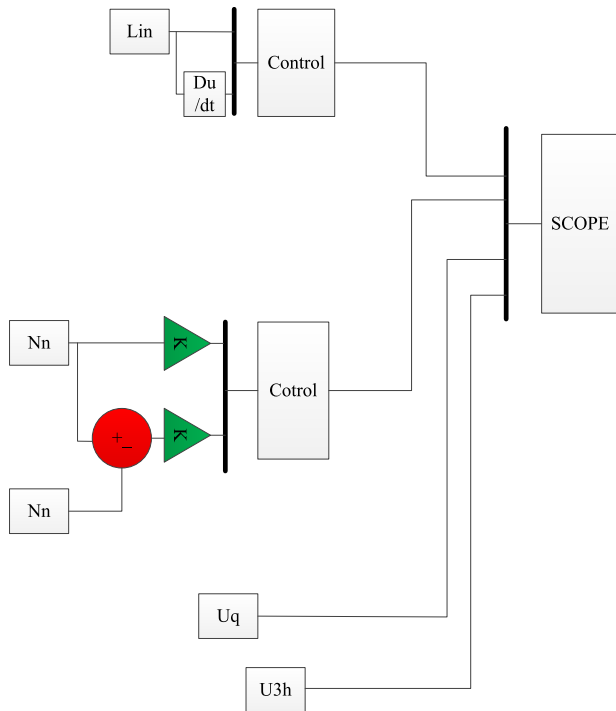 Lin
Du
/dt
Control
SCOPE
Nn
K
Cotrol
+_
K
Nn
Uq
U3h